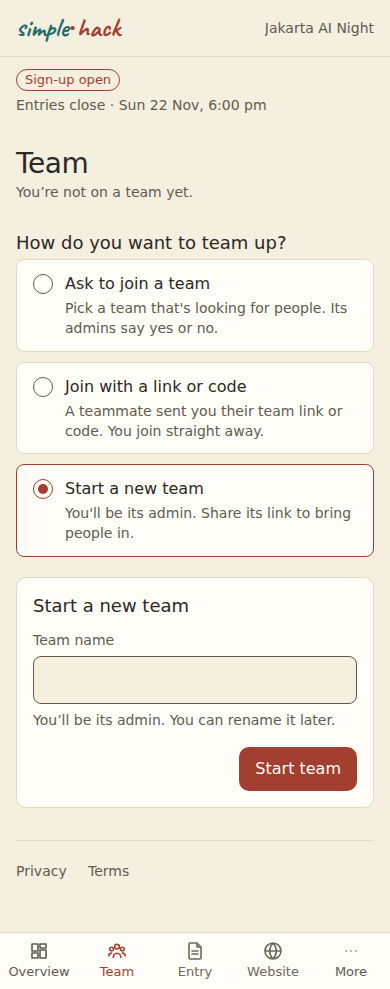 simple·hack
Jakarta AI Night
Sign-up open
Entries close · Sun 22 Nov, 6:00 pm
Team
You’re not on a team yet.
How do you want to team up?
Ask to join a team
Pick a team that's looking for people. Its
admins say yes or no.
Join with a link or code
A teammate sent you their team link or
code. You join straight away.
Start a new team
You'll be its admin. Share its link to bring
people in.
Start a new team
Team name
You’ll be its admin. You can rename it later.
Start team
Privacy Terms
Overview Team Entry Website More